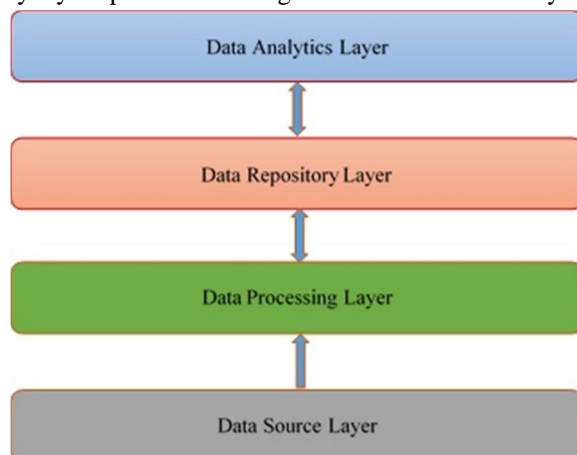 Data Analytics Layer
Data Repository Layer
Data Processing Layer
Data Source Layer